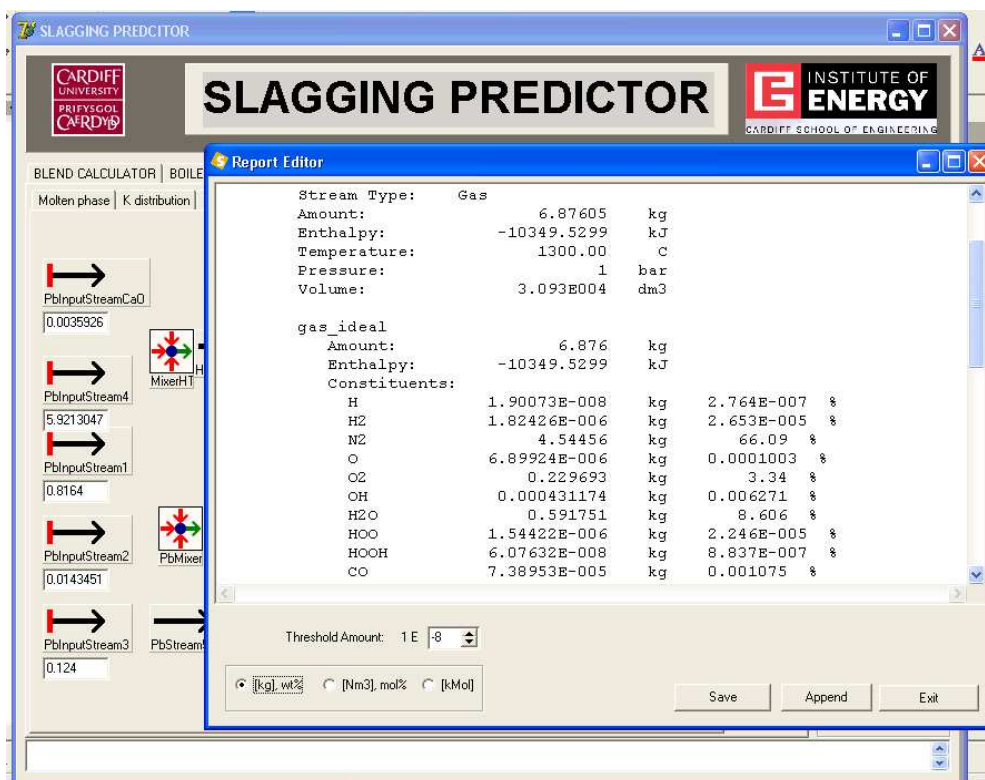 SLAGGING PREDCITOR
CARDIFF
UNIVERSITY
PRIFYSGOL
CAERDYDD
SLAGGING PREDICTOR
INSTITUTE OF
ENERGY
CARDIFF SCHOOL OF ENGINEERING
BLEND CALCULATOR BOILE
Molten phase K distribution
PbInputStreamCaO
0.0035926
MixerHT H
PbInputStream4
5.9213047
PbInputStream1
0.8164
PbInputStream2 PbMixer
0.0143451
PbInputStream3 PbStream
0.124
Report Editor
Stream Type: Gas
Amount: 6.87605 kg
Enthalpy: -10349.5299 kJ
Temperature: 1300.00 C
Pressure: 1 bar
Volume: 3.093E004 dm3
gas_ideal
Amount: 6.876 kg
Enthalpy: -10349.5299 kJ
Constituents:
H 1.90073E-008 kg 2.764E-007 %
H2 1.82426E-006 kg 2.653E-005 %
N2 4.54456 kg 66.09 %
O 6.89924E-006 kg 0.0001003 %
O2 0.229693 kg 3.34 %
OH 0.000431174 kg 0.006271 %
H2O 0.591751 kg 8.606 %
HOO 1.54422E-006 kg 2.246E-005 %
HOOH 6.07632E-008 kg 8.837E-007 %
CO 7.38953E-005 kg 0.001075 %
Threshold Amount: 1 E -8
[kg], wt% [Nm3], mol% [kMol]
Save Append Exit